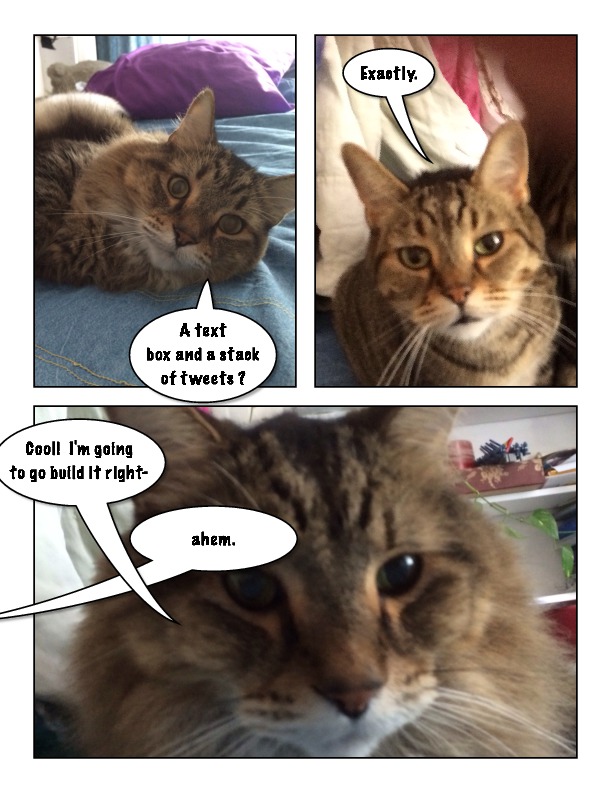 Exactly.
A text
box and a stack
of tweets ?
Cool! I'm going
to go build it right-
ahem.